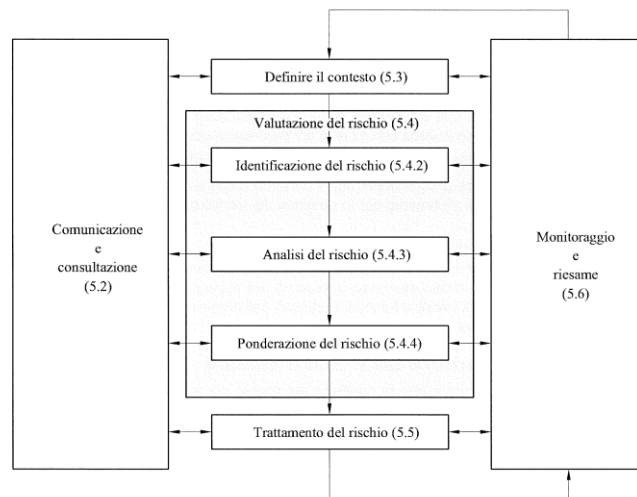 Definire il contesto (5.3)
Valutazione del rischio (5.4)
Identificazione del rischio (5.4.2)
Comunicazione
e
consultazione
(5.2)
Analisi del rischio (5.4.3)
Monitoraggio
e
riesame
(5.6)
Ponderazione del rischio (5.4.4)
Trattamento del rischio (5.5)